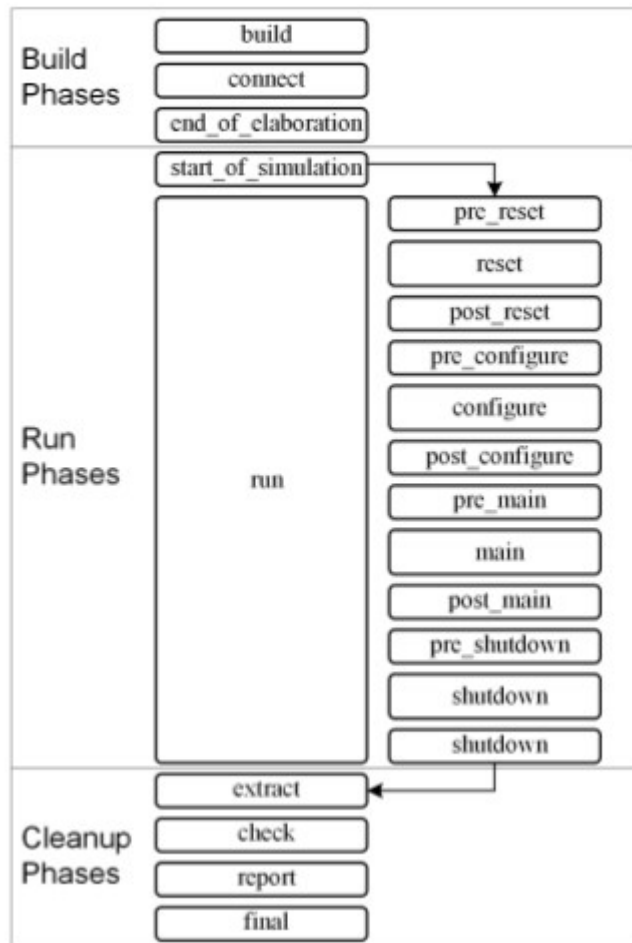 Build
Phases
build
connect
end_of_elaboration
Run
Phases
start_of_simulation
run
pre_reset
reset
post_reset
pre_configure
configure
post_configure
pre_main
main
post_main
pre_shutdown
shutdown
shutdown
Cleanup
Phases
extract
check
report
final